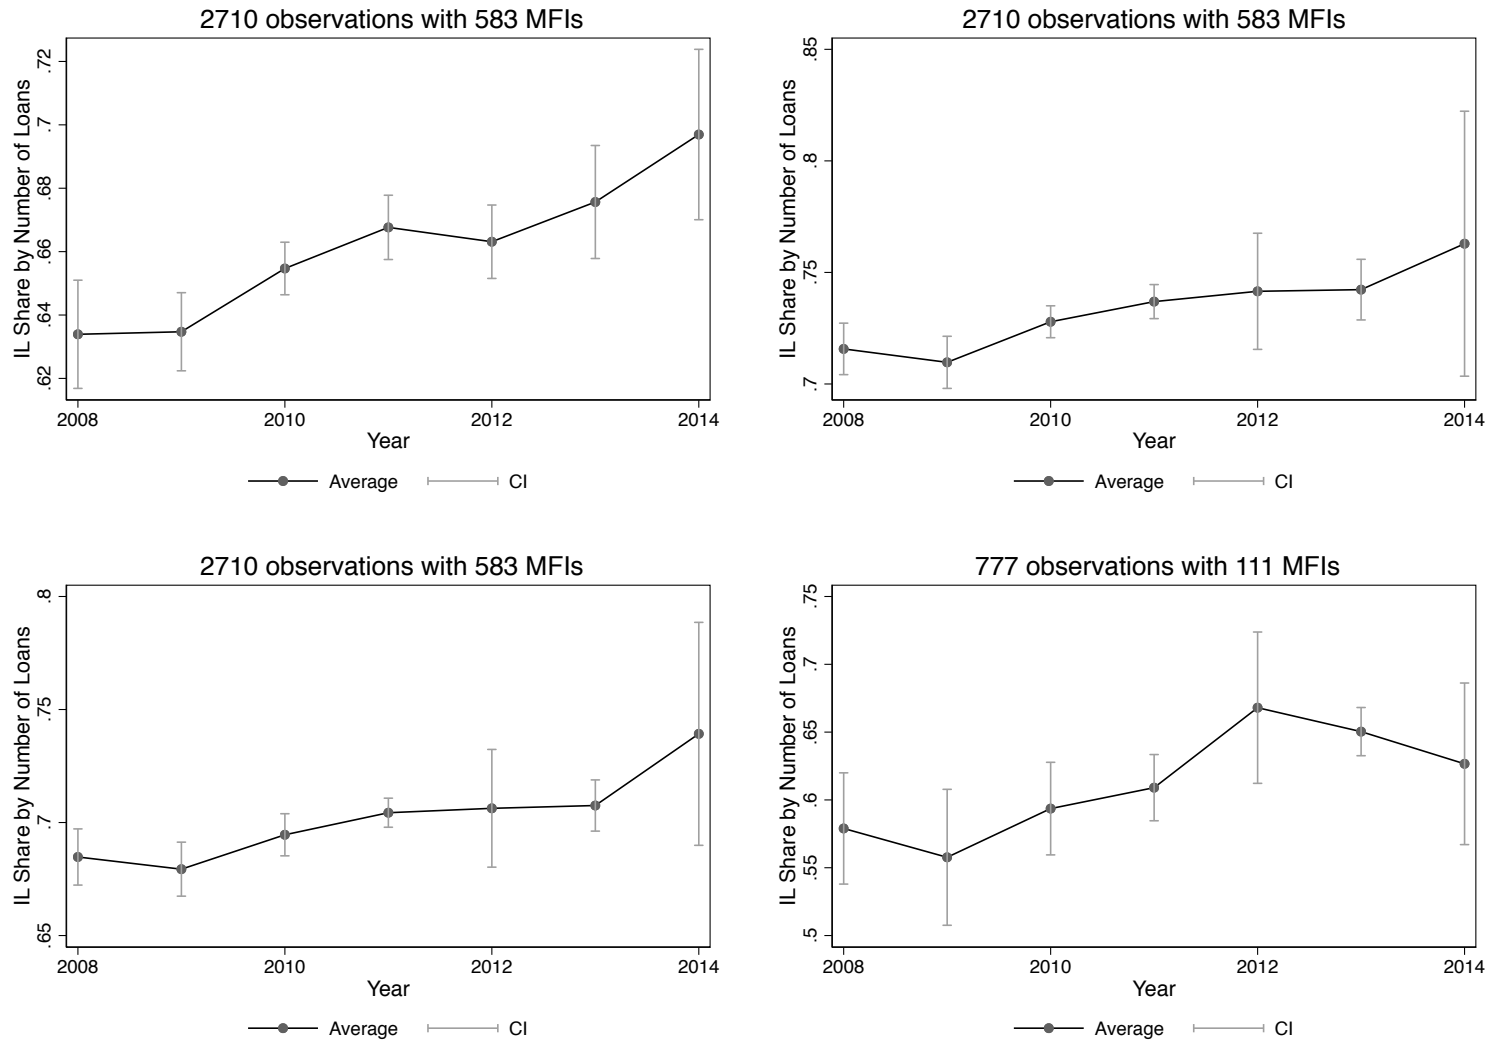 2710 observations with 583 MFIs
IL Share by Number of Loans
.72
.7
.68
.66
.64
.62
2008 2010 2012 2014
Year
Average CI
2710 observations with 583 MFIs
IL Share by Number of Loans
.85
.8
.75
.7
2008 2010 2012 2014
Year
Average CI
2710 observations with 583 MFIs
IL Share by Number of Loans
.8
.75
.7
.65
2008 2010 2012 2014
Year
Average CI
777 observations with 111 MFIs
IL Share by Number of Loans
.75
.7
.65
.6
.55
.5
2008 2010 2012 2014
Year
Average CI